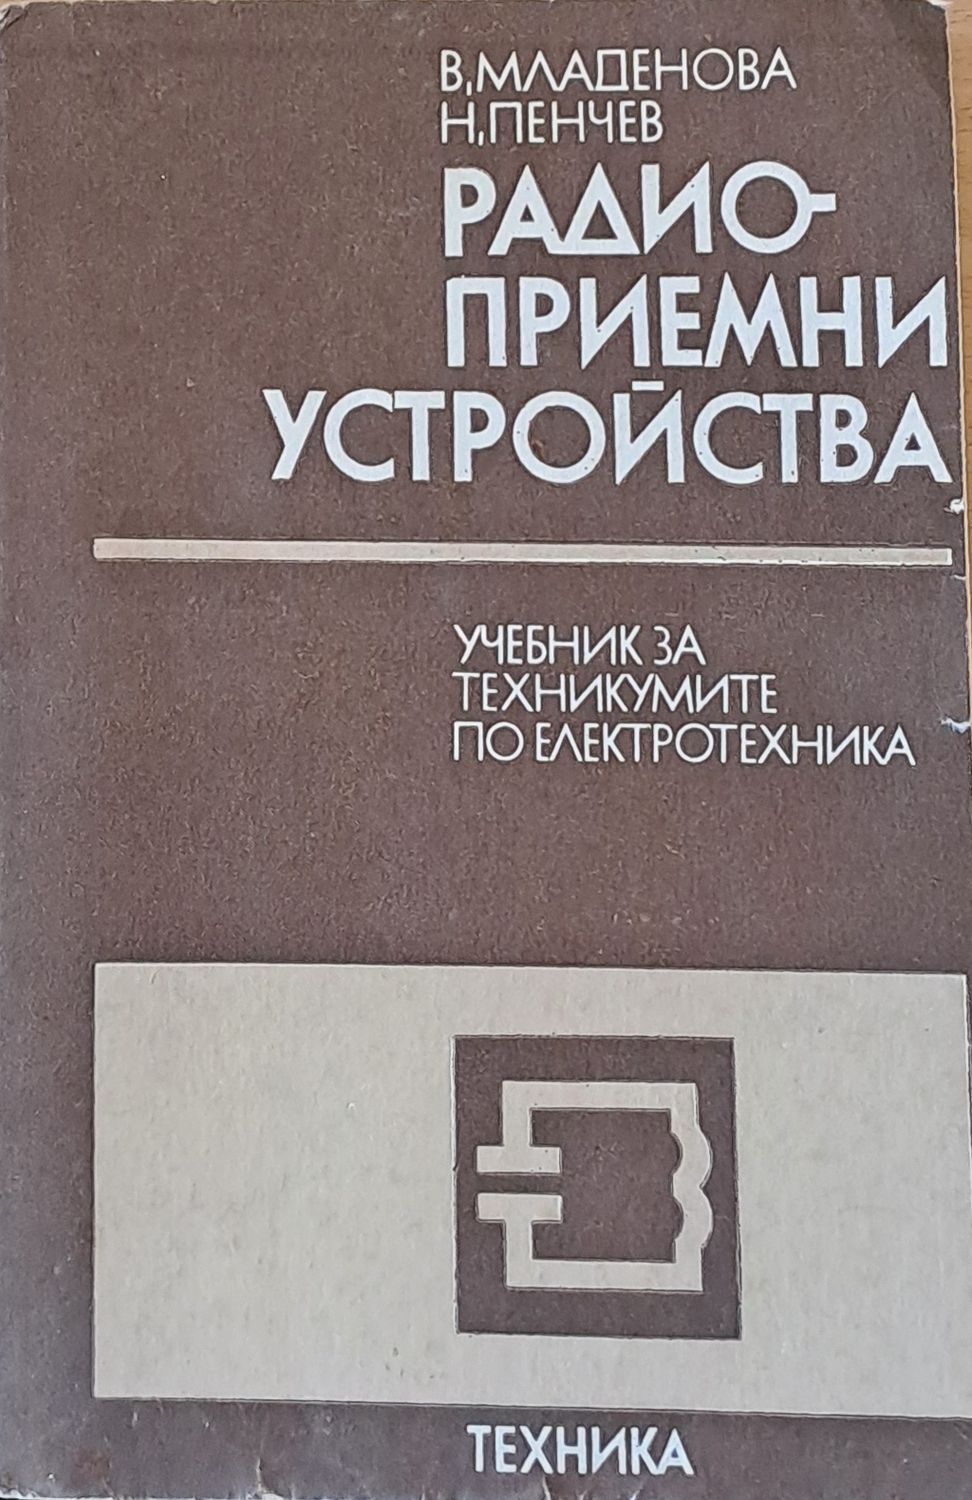 В. МЛАДЕНОВА
Н. ПЕНЧЕВ
РАДИО-
ПРИЕМНИ
УСТРОЙСТВА
УЧЕБНИК ЗА
ТЕХНИКУМИТЕ
ПО ЕЛЕКТРОТЕХНИКА
ТЕХНИКА